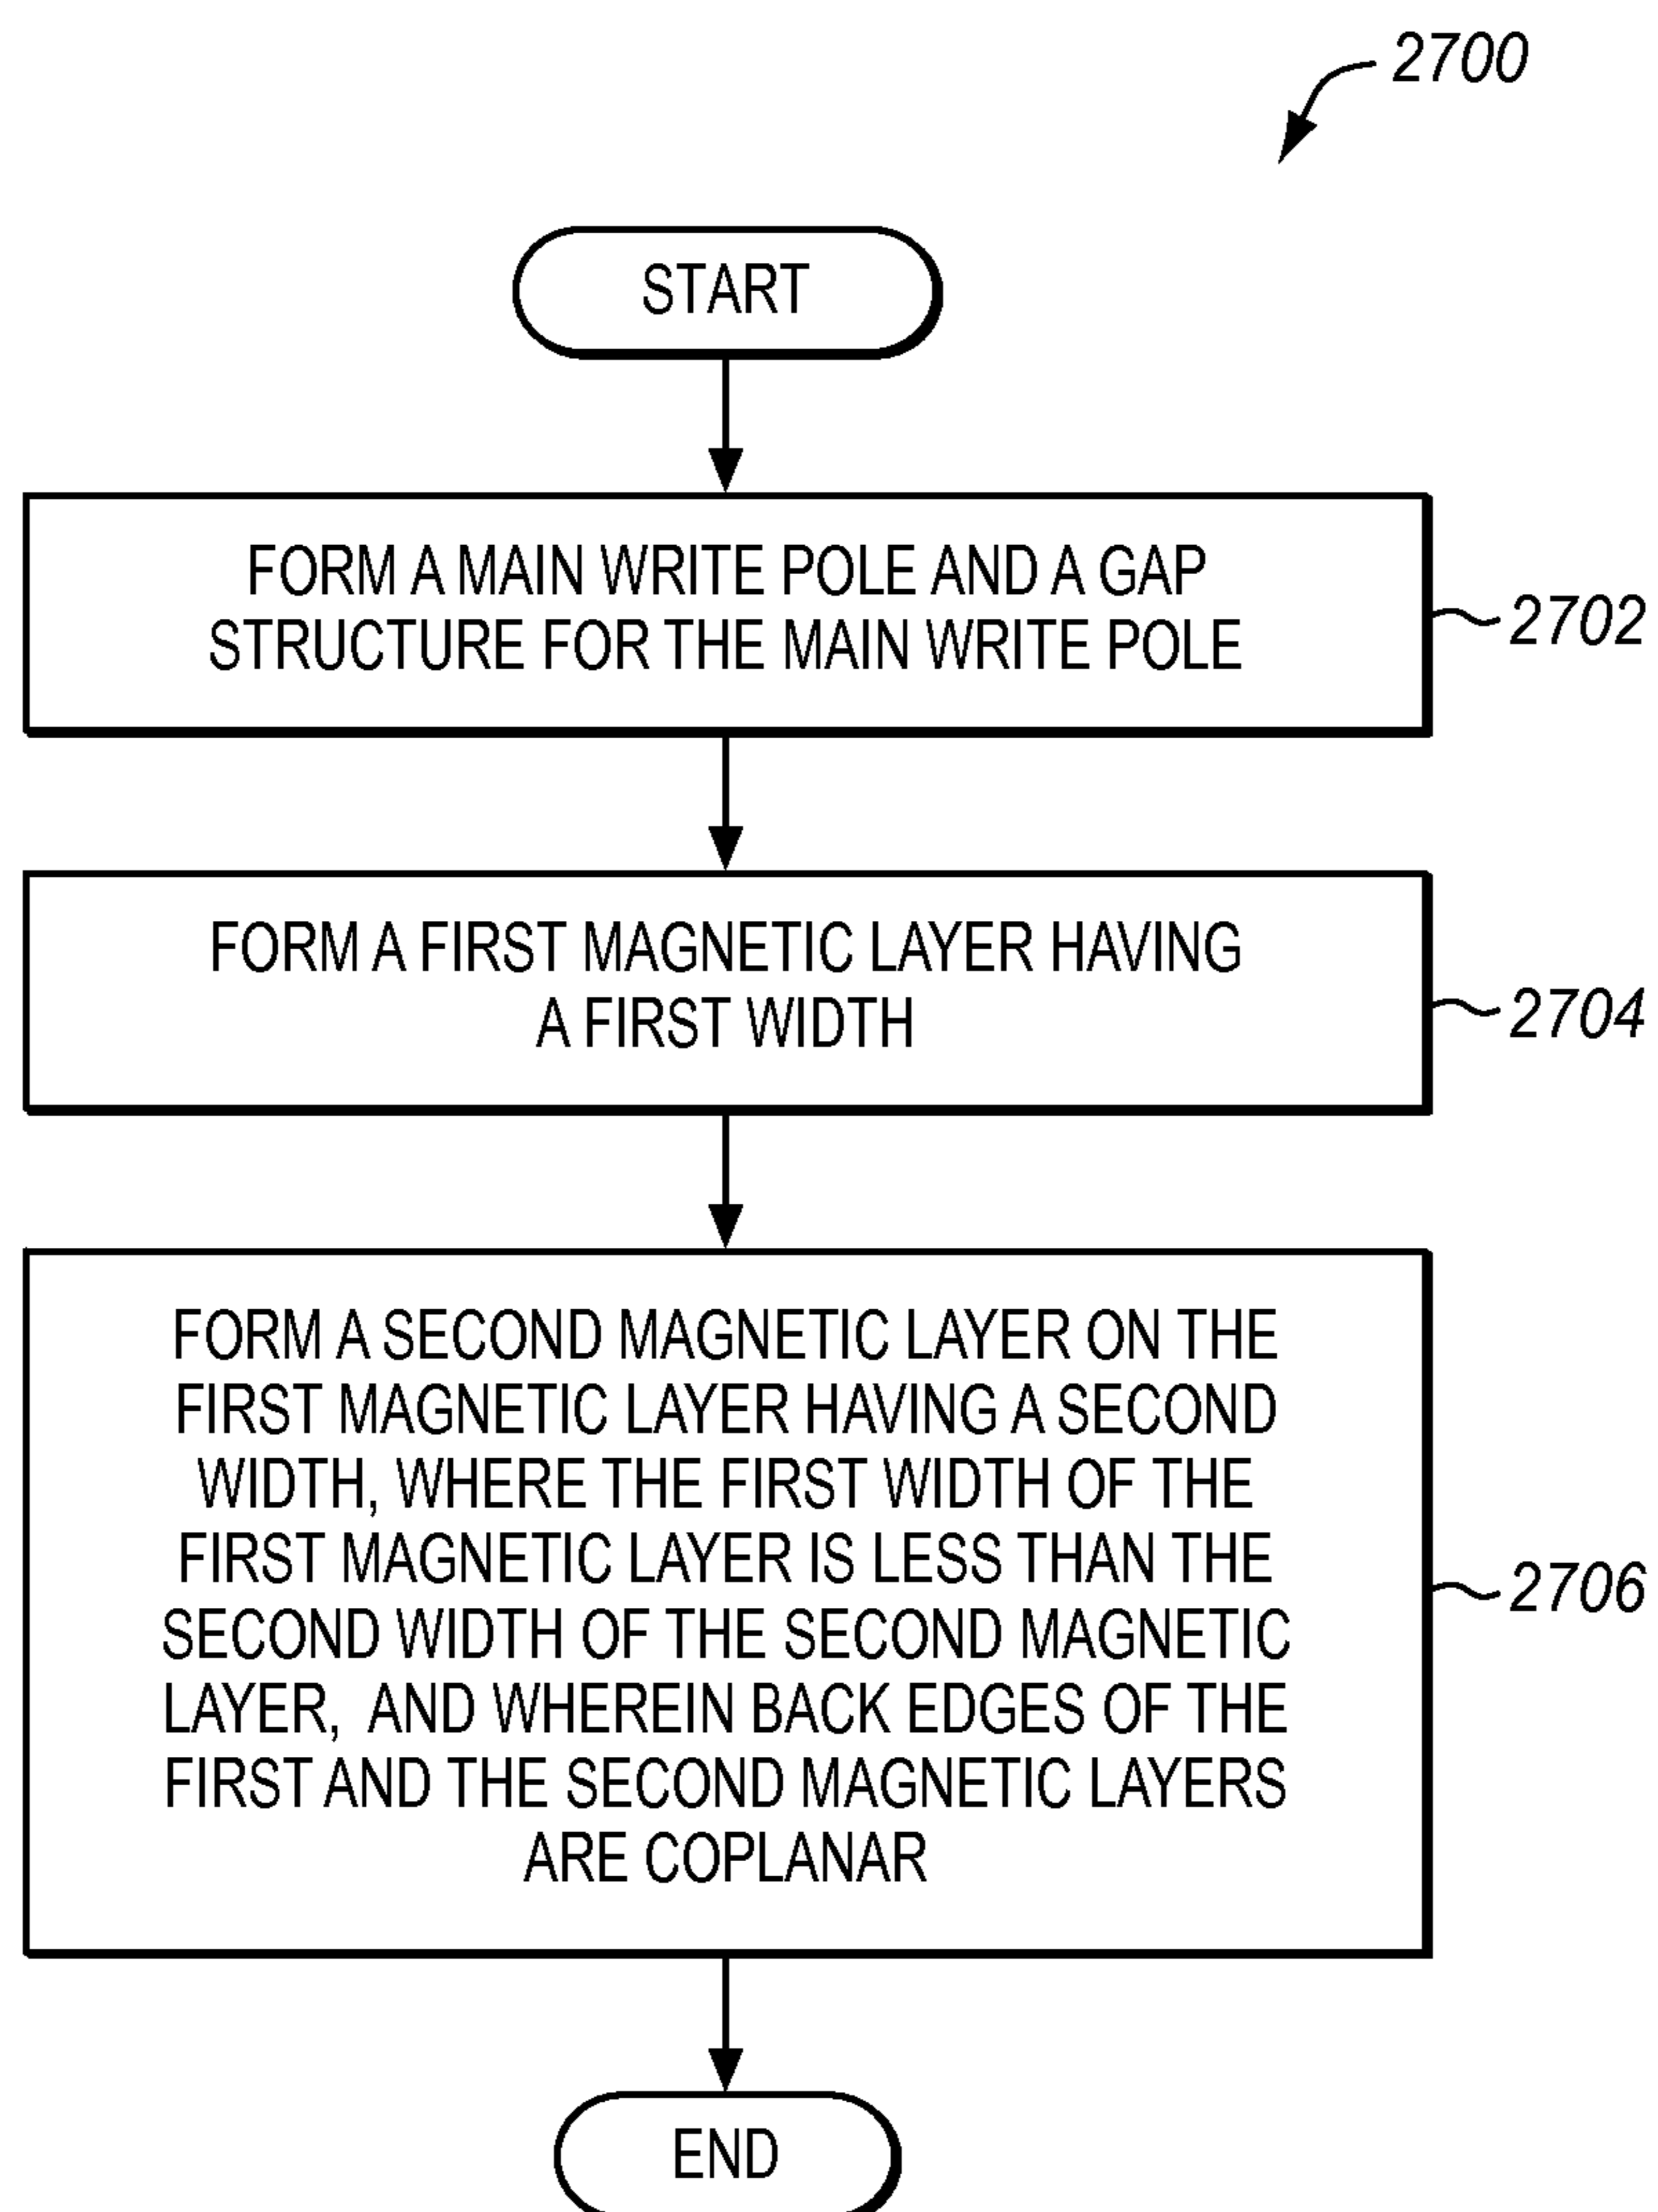 2700
START
FORM A MAIN WRITE POLE AND A GAP
STRUCTURE FOR THE MAIN WRITE POLE
2702
FORM A FIRST MAGNETIC LAYER HAVING
A FIRST WIDTH
2704
FORM A SECOND MAGNETIC LAYER ON THE
FIRST MAGNETIC LAYER HAVING A SECOND
WIDTH, WHERE THE FIRST WIDTH OF THE
FIRST MAGNETIC LAYER IS LESS THAN THE
SECOND WIDTH OF THE SECOND MAGNETIC
LAYER, AND WHEREIN BACK EDGES OF THE
FIRST AND THE SECOND MAGNETIC LAYERS
ARE COPLANAR
2706
END